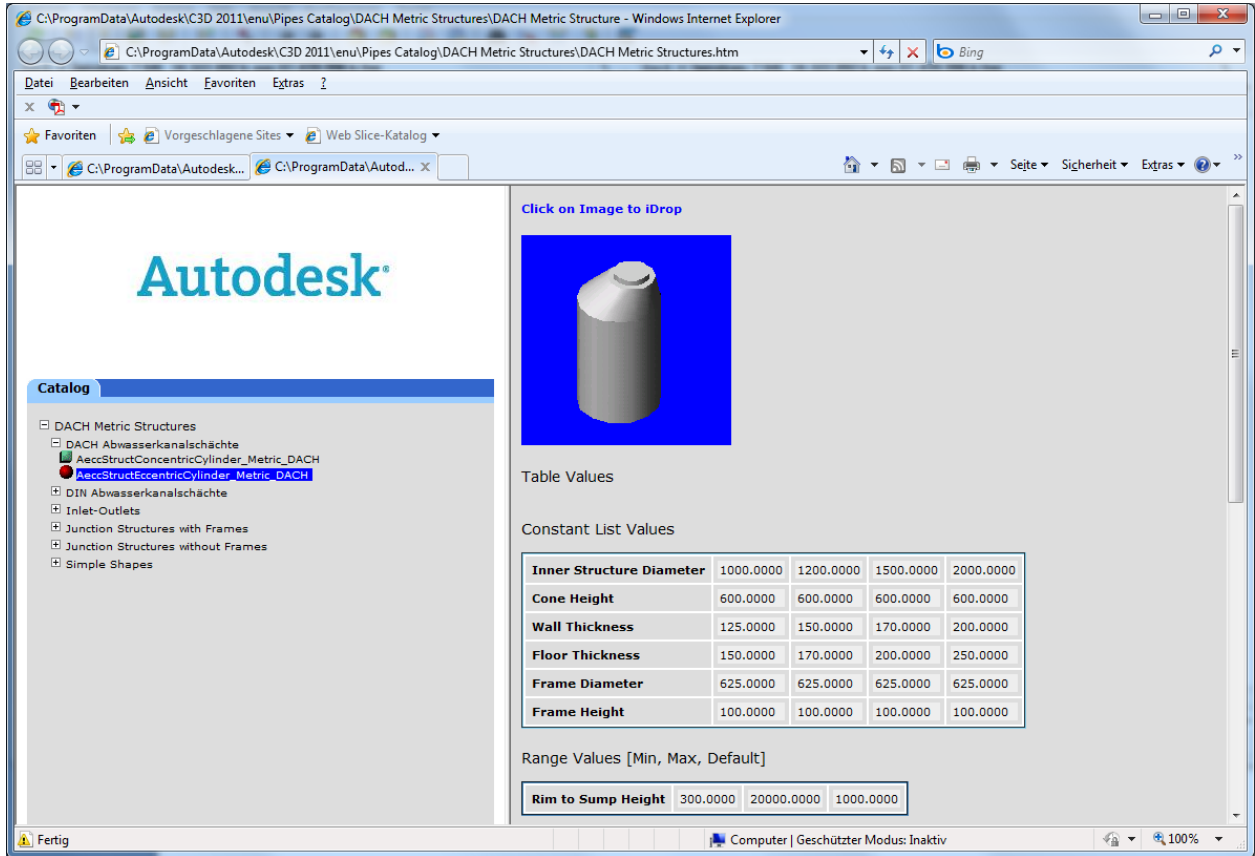 C:\ProgramData\Autodesk\C3D 2011\enu\Pipes Catalog\DACH Metric Structures\DACH Metric Structure - Windows Internet Explorer
C:\ProgramData\Autodesk\C3D 2011\enu\Pipes Catalog\DACH Metric Structures\DACH Metric Structures.htm
Bing
Datei Bearbeiten Ansicht Favoriten Extras ?
x
Favoriten Vorgeschlagene Sites Web Slice-Katalog
C:\ProgramData\Autodesk... C:\ProgramData\Autod... X Seite Sicherheit Extras
Autodesk
Catalog
DACH Metric Structures
DACH Abwasserkanalschächte
AeccStructConcentricCylinder_Metric_DACH
AeccStructEccentricCylinder_Metric_DACH
DIN Abwasserkanalschächte
Inlet-Outlets
Junction Structures with Frames
Junction Structures without Frames
Simple Shapes
Click on Image to iDrop
Table Values
Constant List Values
Inner Structure Diameter 1000.0000 1200.0000 1500.0000 2000.0000
Cone Height 600.0000 600.0000 600.0000 600.0000
Wall Thickness 125.0000 150.0000 170.0000 200.0000
Floor Thickness 150.0000 170.0000 200.0000 250.0000
Frame Diameter 625.0000 625.0000 625.0000 625.0000
Frame Height 100.0000 100.0000 100.0000 100.0000
Range Values [Min, Max, Default]
Rim to Sump Height 300.0000 20000.0000 1000.0000
Fertig Computer | Geschützter Modus: Inaktiv 100%